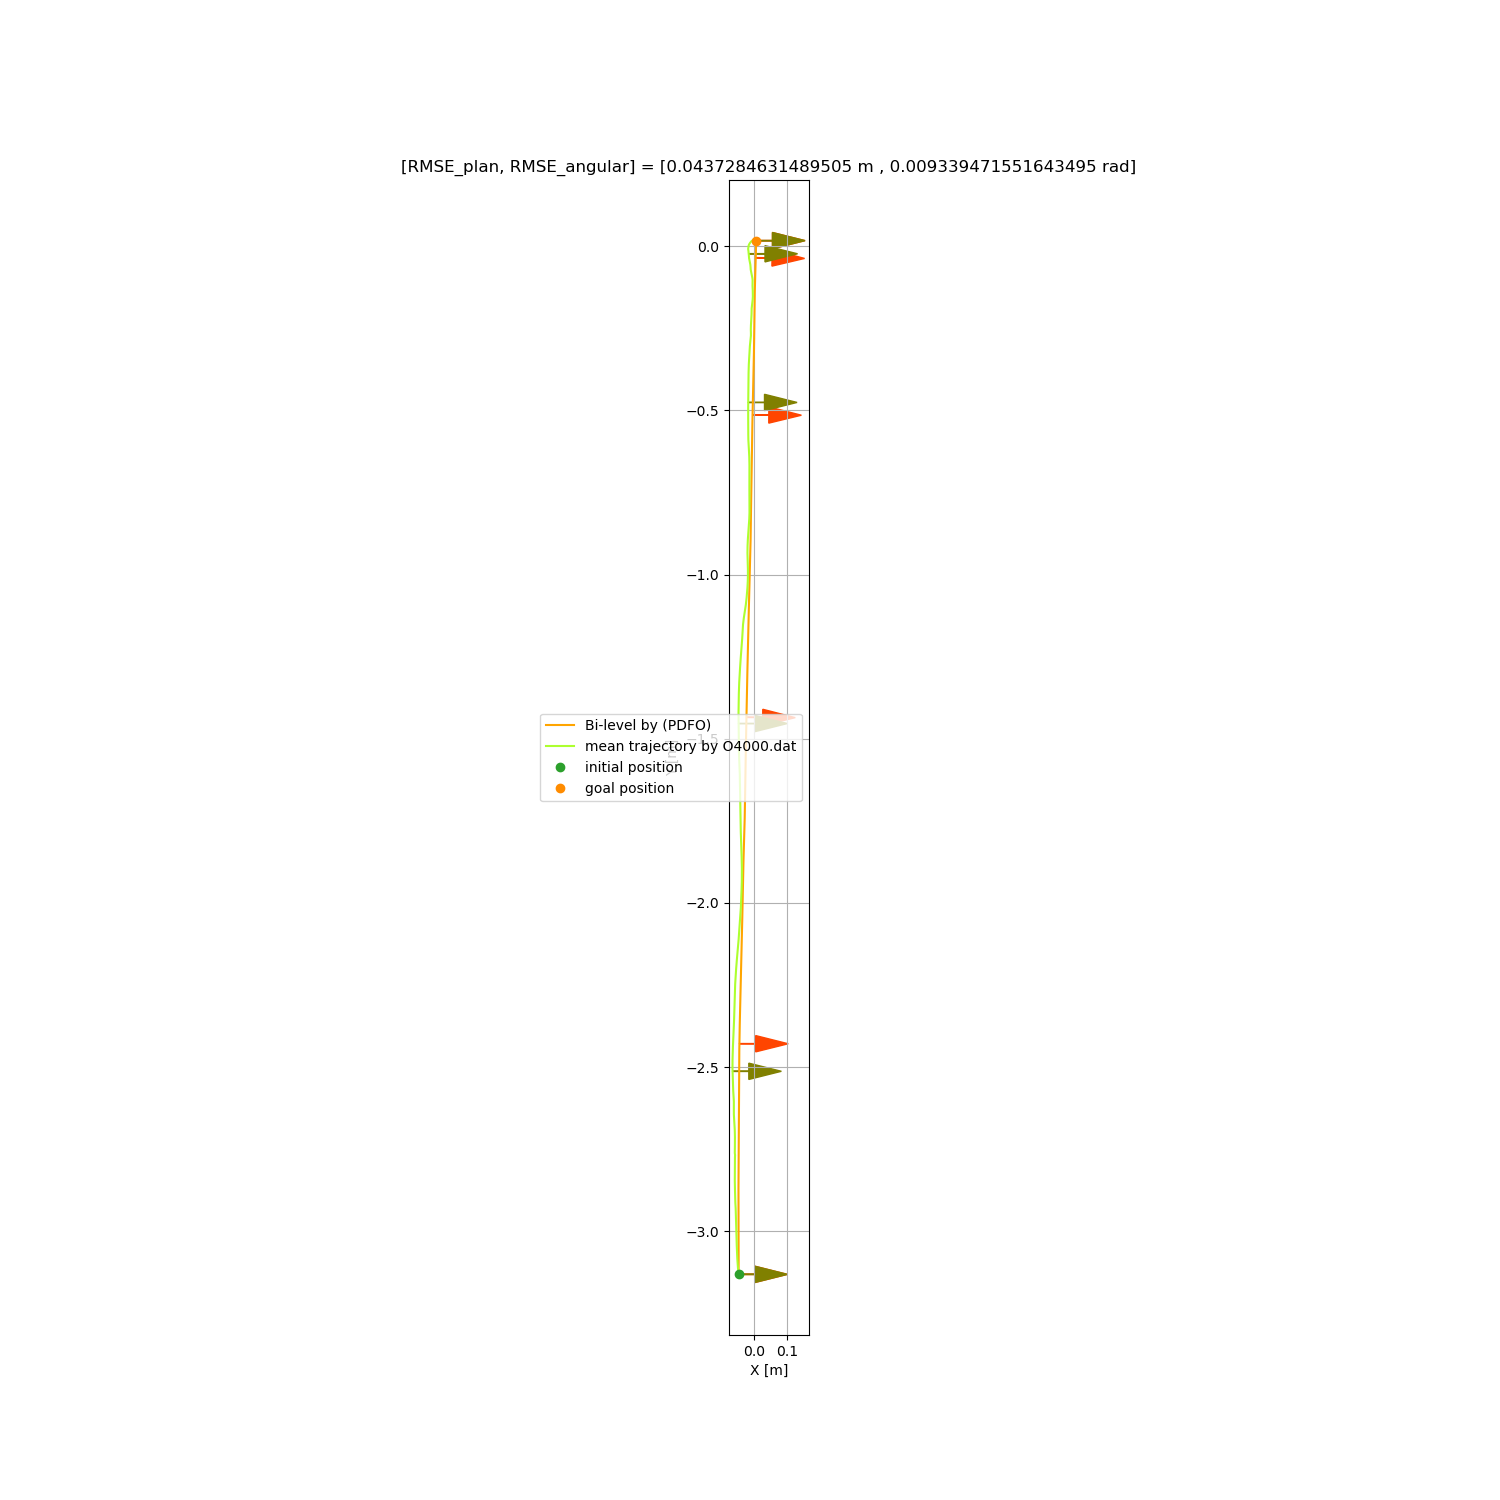 [RMSE_plan, RMSE_angular] = [0.0437284631489505 m , 0.009339471551643495 rad]
0.0
−0.5
−1.0
−1.5
−2.0
−2.5
−3.0
Bi-level by (PDFO)
mean trajectory by O4000.dat
initial position
goal position
0.0 0.1
X [m]